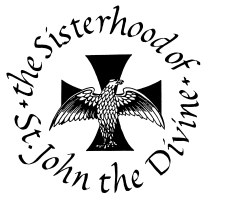 the Sisterhood of
St. John the Divine